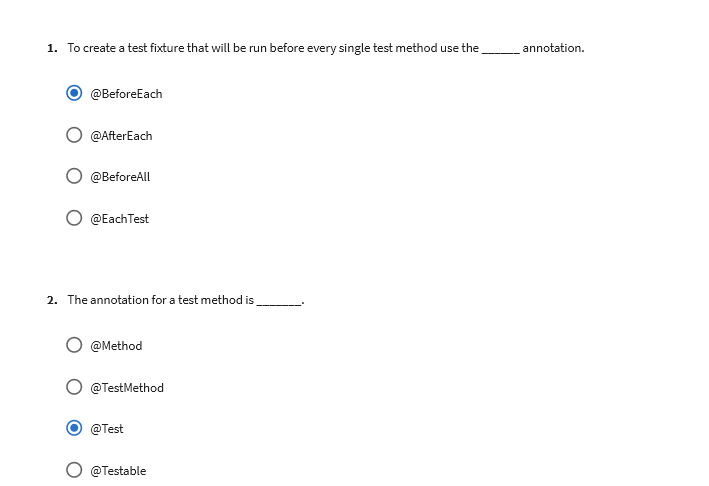 1. To create a test fixture that will be run before every single test method use the ______ annotation.
@BeforeEach
@AfterEach
@BeforeAll
@EachTest
2. The annotation for a test method is _______.
@Method
@TestMethod
@Test
@Testable